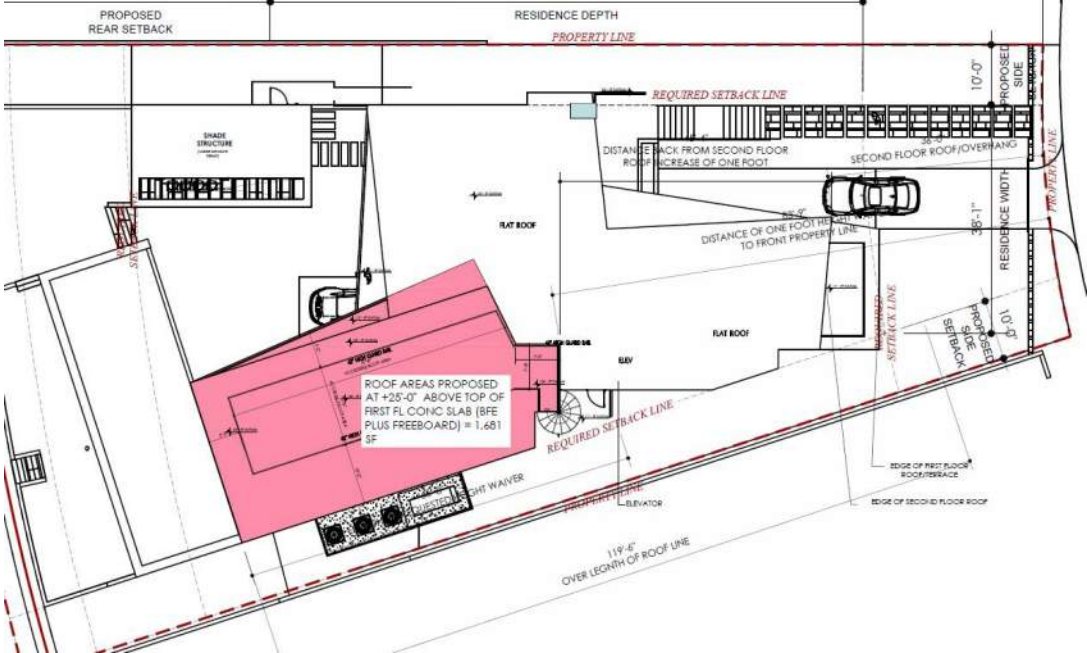 PROPOSED
REAR SETBACK
RESIDENCE DEPTH
PROPERTY LINE
REQUIRED SETBACK LINE
10'-0"
PROPOSED
SIDE
SHADE
STRUCTURE
DISTANCE BACK FROM SECOND FLOOR
ROOF INCREASE OF ONE FOOT
36'-0"
SECOND FLOOR ROOF/OVERHANG
PROPERTY LINE
38'-1"
RESIDENCE WIDTH
SETBACK LINE
FLAT ROOF
DISTANCE OF ONE FOOT HEIGHT
TO FRONT PROPERTY LINE
REQUIRED
SETBACK LINE
10'-0"
PROPOSED
SIDE
SETBACK
FLAT ROOF
ELEV
ROOF AREAS PROPOSED
AT +25'-0" ABOVE TOP OF
FIRST FL CONC SLAB (BFE
PLUS FREEBOARD) = 1,681
SF
REQUIRED SETBACK LINE
HEIGHT WAIVER
PROPERTY LINE
ELEVATOR
EDGE OF FIRST FLOOR
ROOF/TERRACE
EDGE OF SECOND FLOOR ROOF
119'-6"
OVER LEGNTH OF ROOF LINE